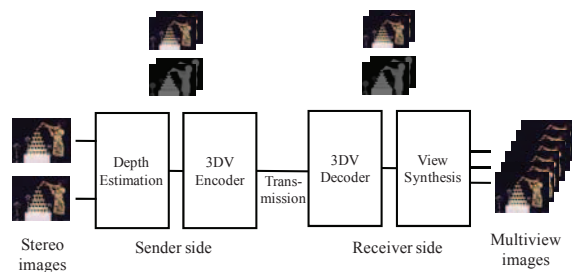 Depth
Estimation
3DV
Encoder
Trans-
mission
3DV
Decoder
View
Synthesis
Stereo
images
Sender side
Receiver side
Multiview
images